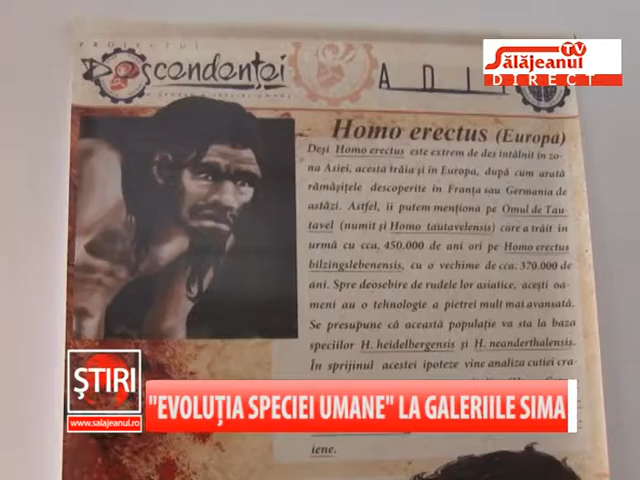 PROIECTUL
Descendenței
Sălăjeanul TV
DIRECT
Homo erectus (Europa)
Deși Homo erectus este extrem de des întâlnit în zo-
na Asiei, acesta trăia și în Europa, după cum arată
rămășițele descoperite în Franța sau Germania de
astăzi. Astfel, îi putem menționa pe Omul de Tau-
tavel (numit și Homo tautavelensis) care a trăit în
urmă cu cca. 450.000 de ani ori pe Homo erectus
bilzingslebenensis, cu o vechime de cca. 370.000 de
ani. Spre deosebire de rudele lor asiatice, acești oa-
meni au o tehnologie a pietrei mult mai avansată.
Se presupune că această populație va sta la baza
speciilor H. heidelbergensis și H. neanderthalensis.
În sprijinul acestei ipoteze vine analiza cutiei cra-
ȘTIRI
www.salajeanul.ro
"EVOLUȚIA SPECIEI UMANE" LA GALERIILE SIMA
iene.